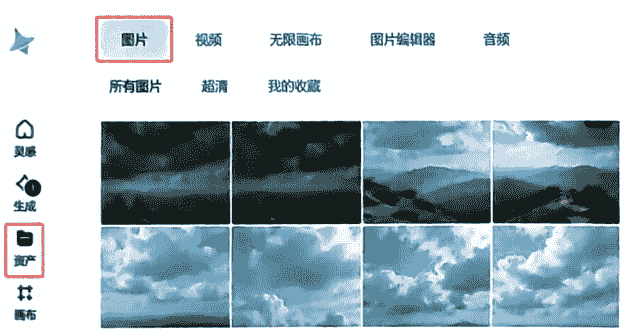 图片 视频 无限画布 图片编辑器 音频
所有图片 超清 我的收藏
灵感
生成
资产
画布